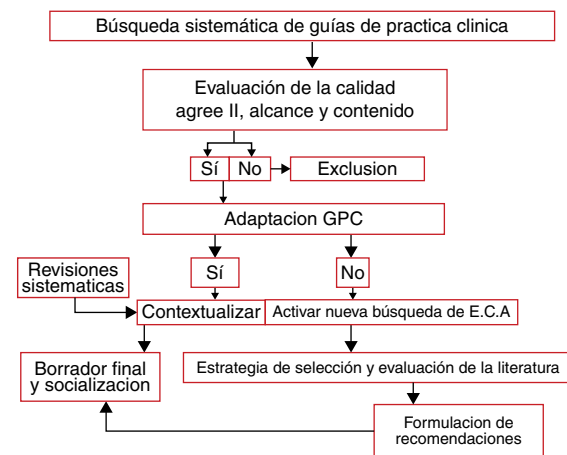 Búsqueda sistemática de guías de practica clinica
Evaluación de la calidad
agree II, alcance y contenido
Sí
No
Exclusion
Adaptacion GPC
Sí
No
Revisiones
sistematicas
Contextualizar
Activar nueva búsqueda de E.C.A
Borrador final
y socializacion
Estrategia de selección y evaluación de la literatura
Formulacion de
recomendaciones